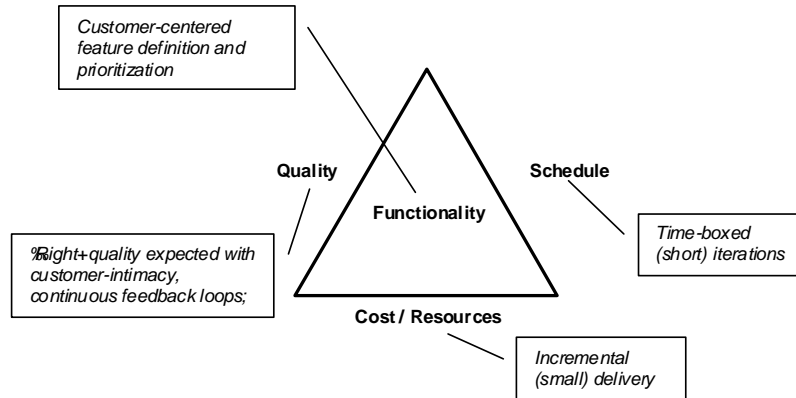 Customer-centered
feature definition and
prioritization
Quality
Schedule
Functionality
%Right+quality expected with
customer-intimacy,
continuous feedback loops;
Time-boxed
(short) iterations
Cost / Resources
Incremental
(small) delivery